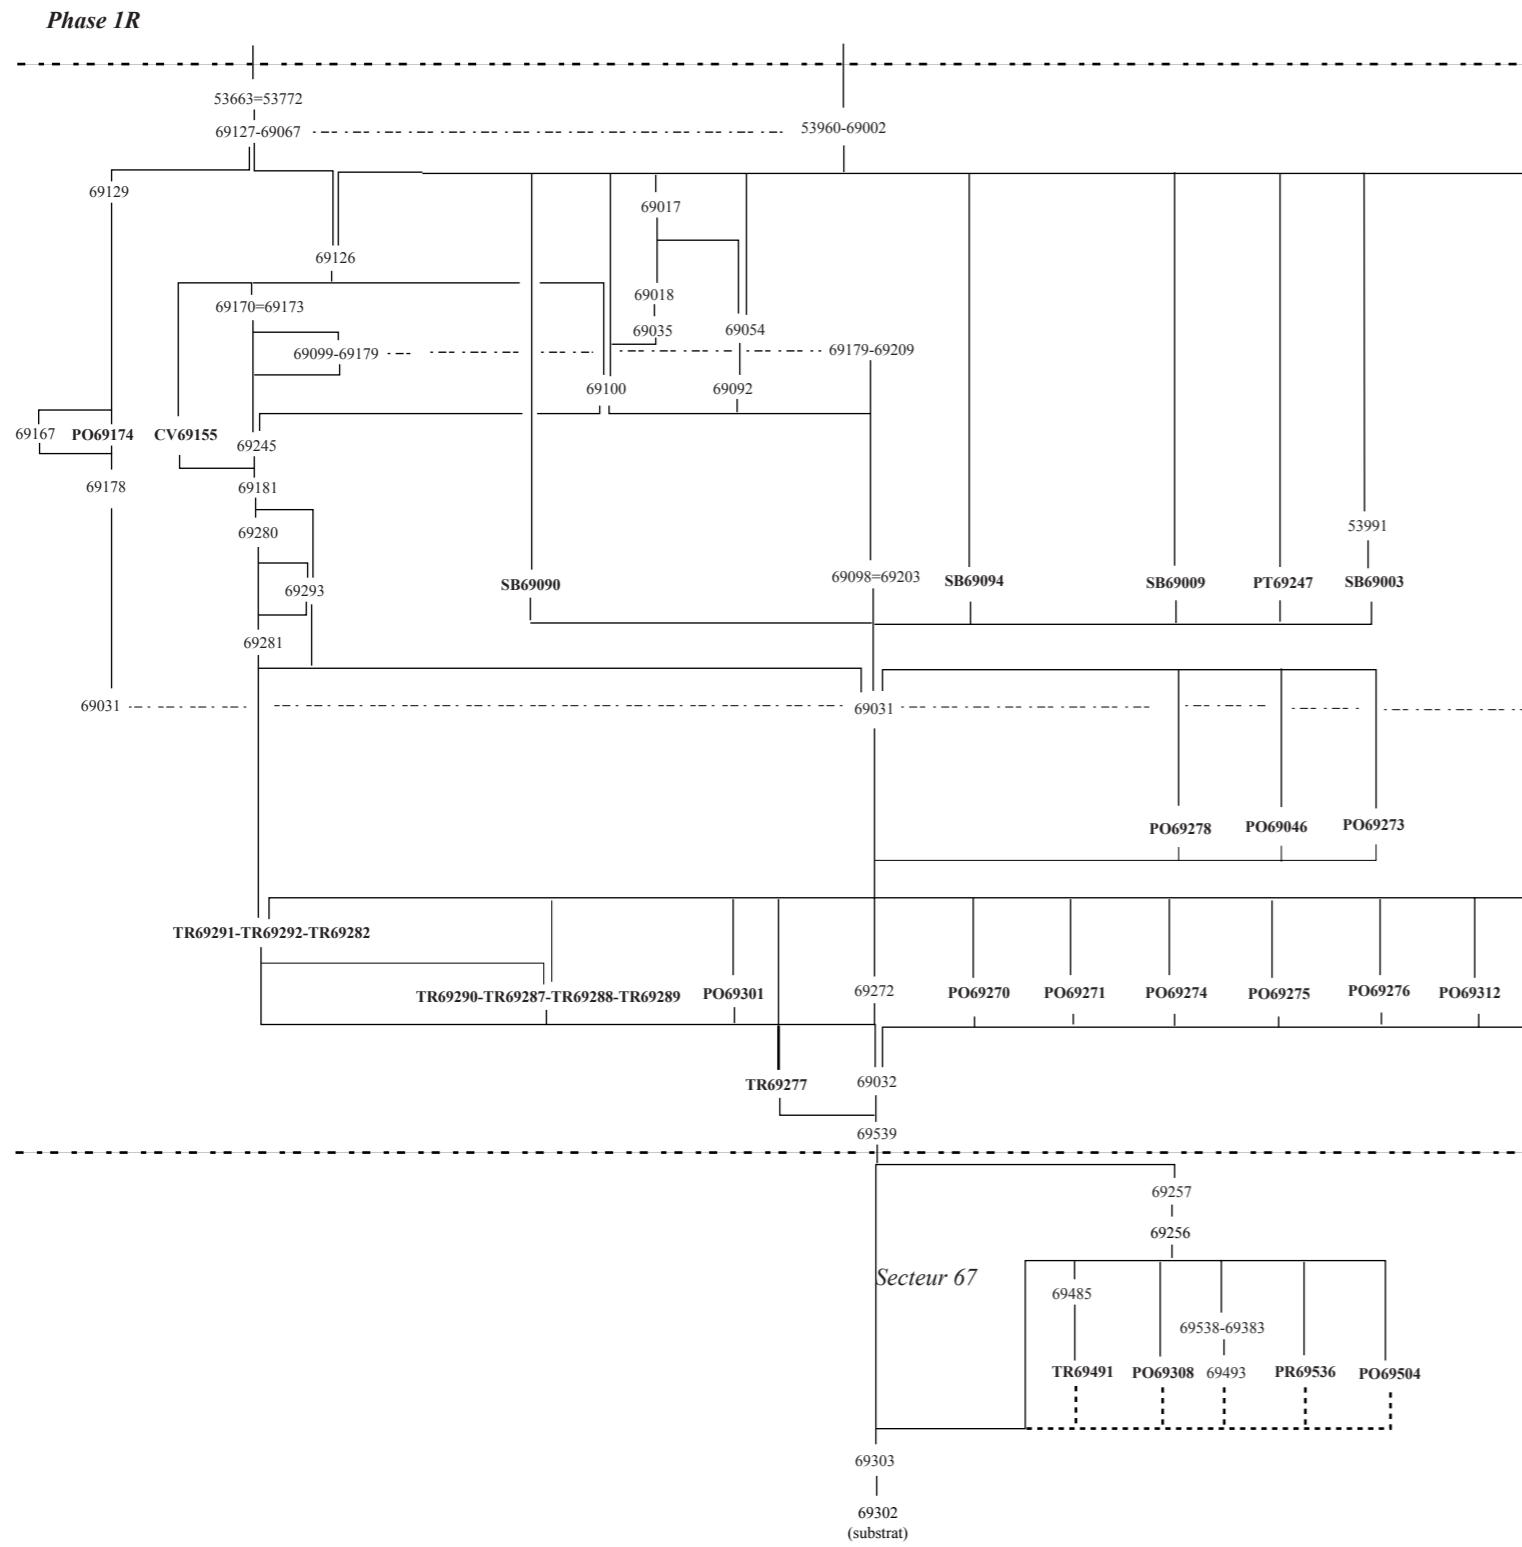 Phase 1R
53663=53772
69127-69067
53960-69002
69129
69017
69126
69018
69170=69173
69035
69054
69099-69179
69179-69209
69100
69092
69167
PO69174
CV69155
69245
69178
69181
53991
69280
69098=69203
SB69090
SB69094
SB69009
PT69247
SB69003
69293
69281
69031
69031
PO69278
PO69046
PO69273
TR69291-TR69292-TR69282
TR69290-TR69287-TR69288-TR69289
PO69301
69272
PO69270
PO69271
PO69274
PO69275
PO69276
PO69312
TR69277
69032
69539
69257
69256
Secteur 67
69485
69538-69383
TR69491
PO69308
69493
PR69536
PO69504
69303
69302
(substrat)